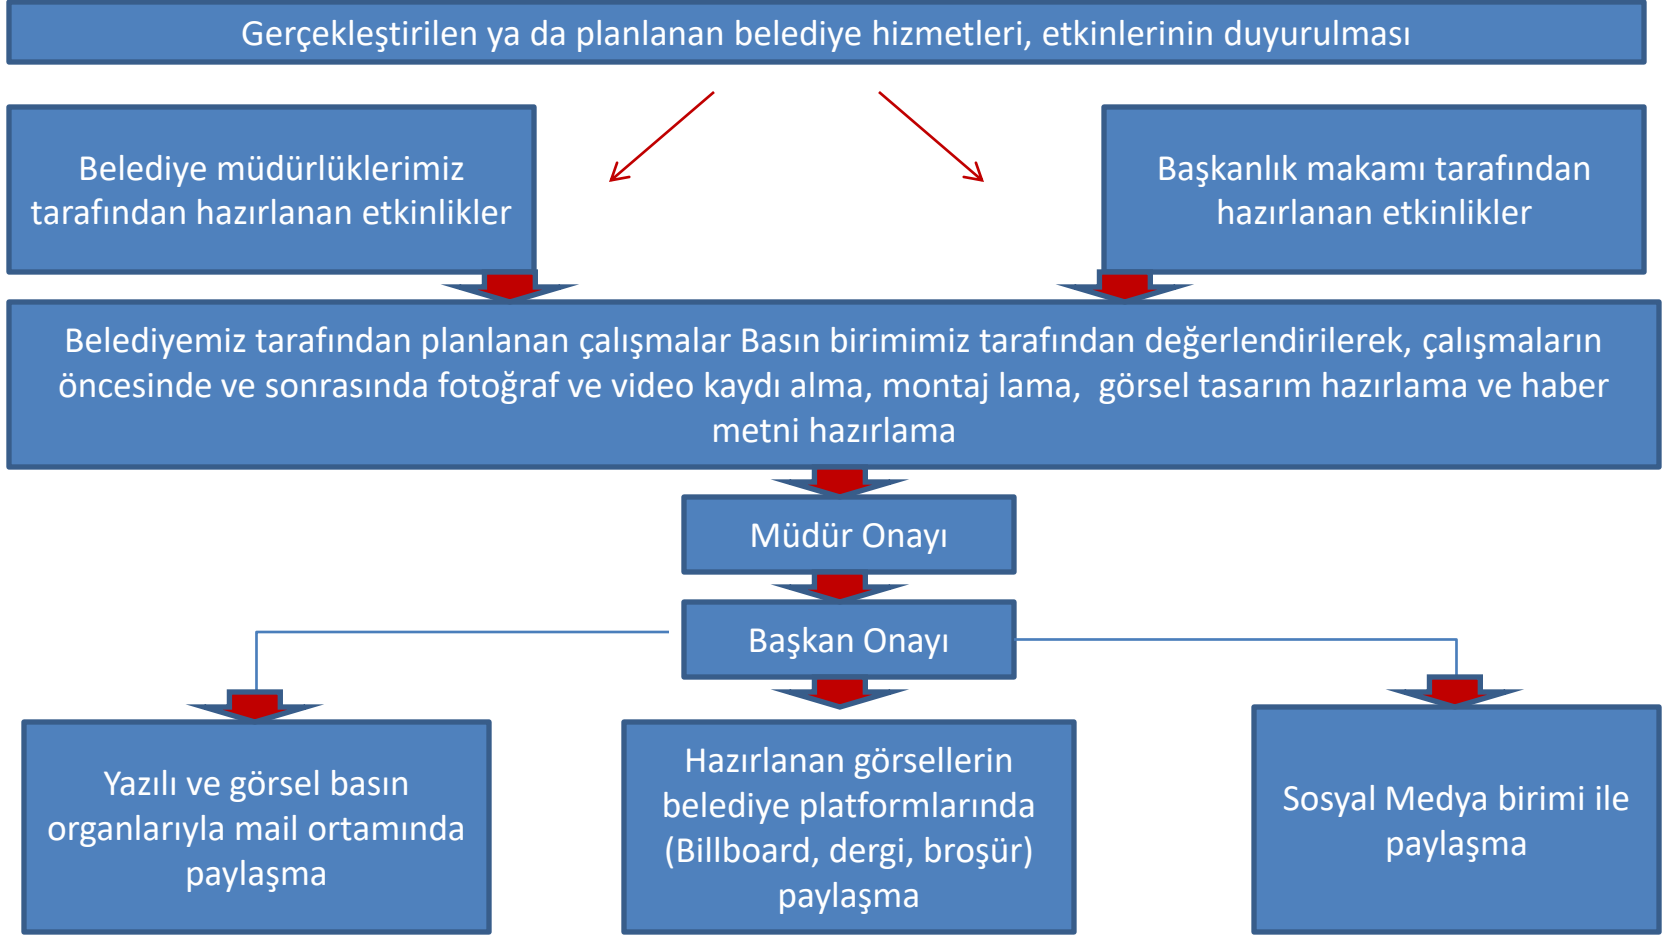 Gerçekleştirilen ya da planlanan belediye hizmetleri, etkinlerinin duyurulması
Belediye müdürlüklerimiz
tarafından hazırlanan etkinlikler
Başkanlık makamı tarafından
hazırlanan etkinlikler
Belediyemiz tarafından planlanan çalışmalar Basın birimimiz tarafından değerlendirilerek, çalışmaların
öncesinde ve sonrasında fotoğraf ve video kaydı alma, montaj lama, görsel tasarım hazırlama ve haber
metni hazırlama
Müdür Onayı
Başkan Onayı
Yazılı ve görsel basın
organlarıyla mail ortamında
paylaşma
Hazırlanan görsellerin
belediye platformlarında
(Billboard, dergi, broşür)
paylaşma
Sosyal Medya birimi ile
paylaşma